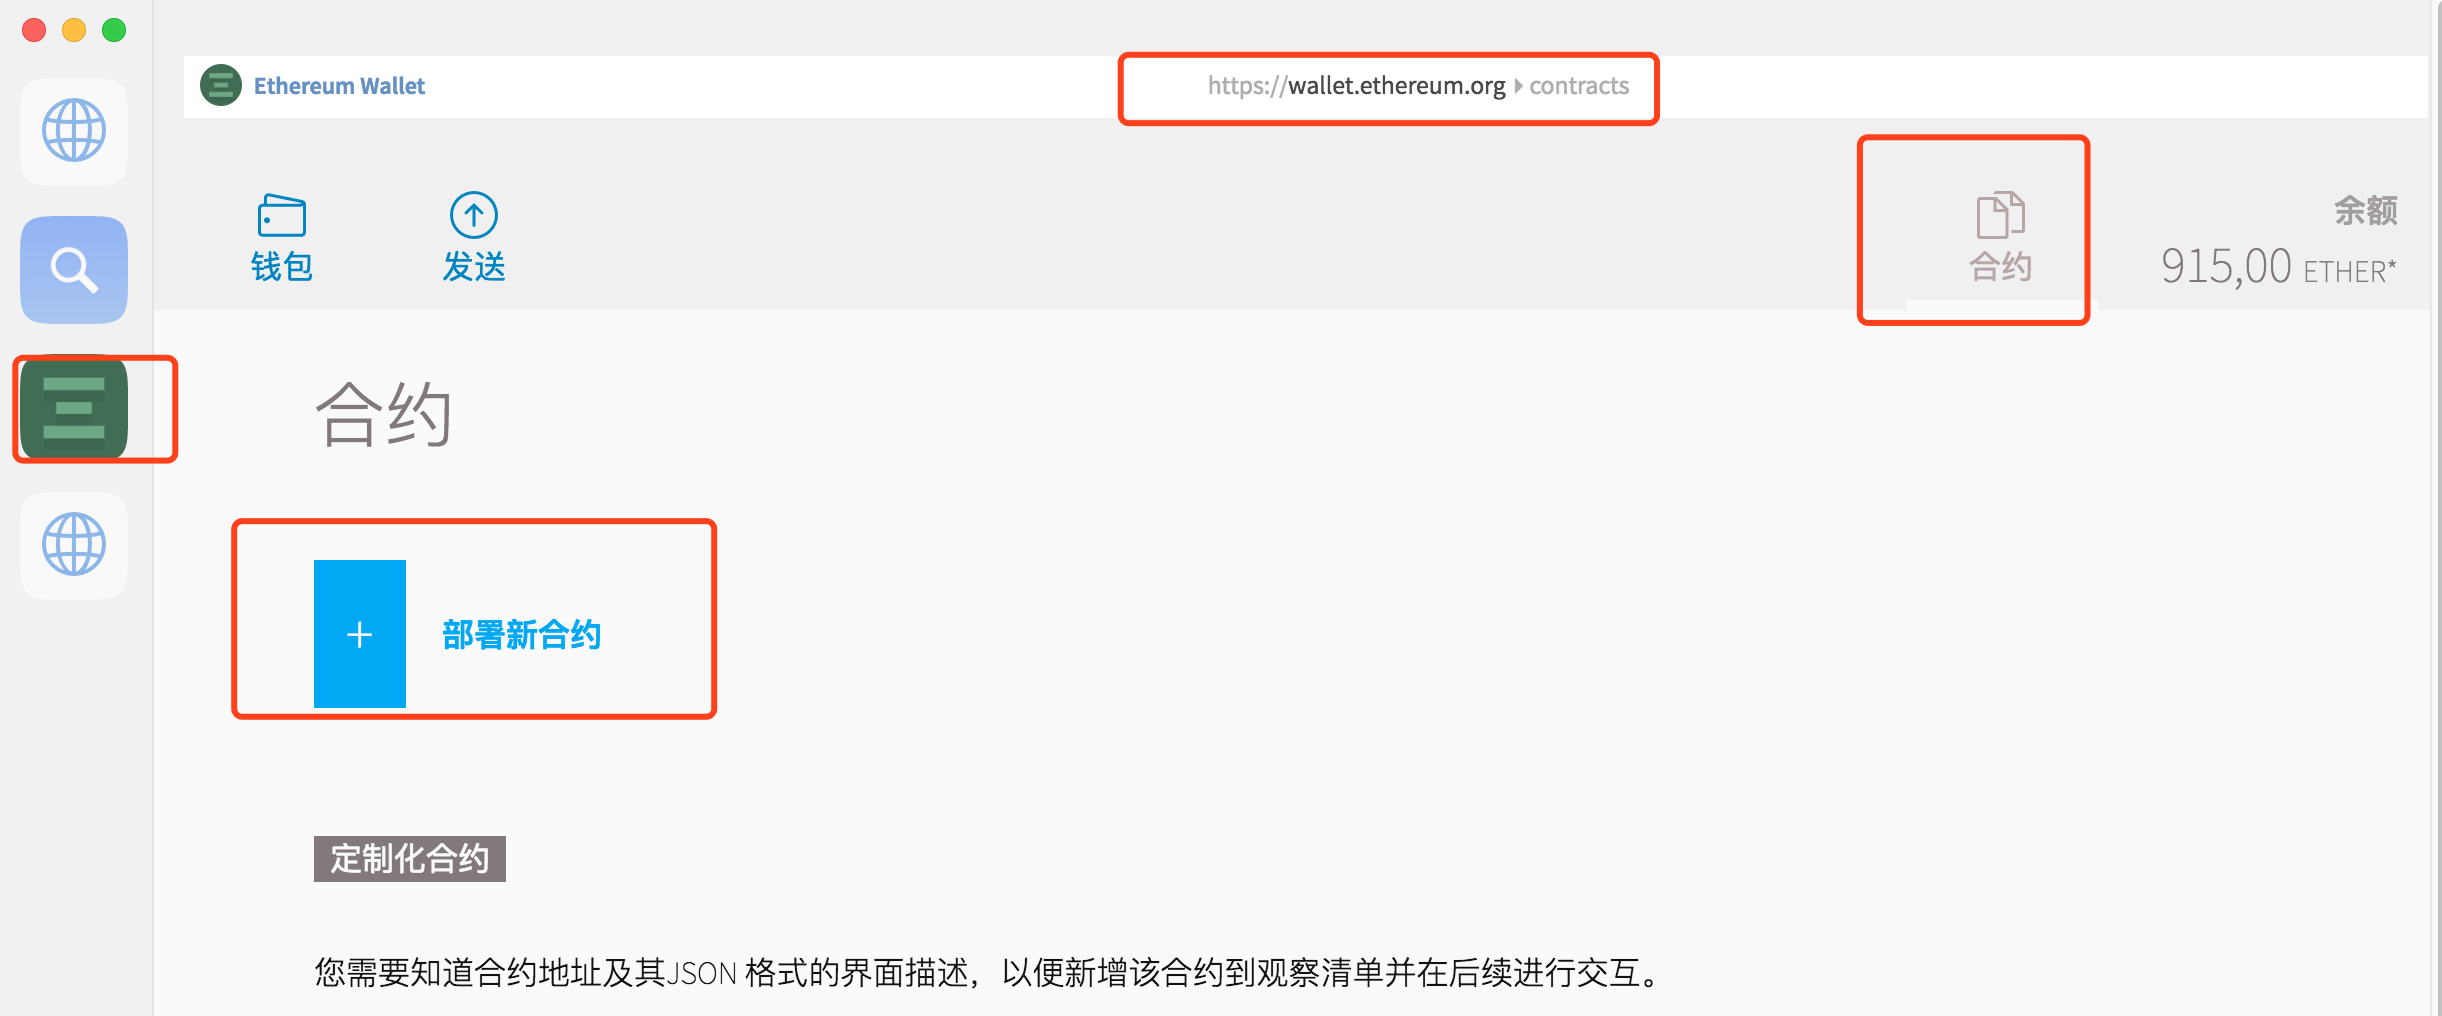 Ethereum Wallet
https://wallet.ethereum.org ▸ contracts
钱包
发送
合约
余额
915,00 ETHER*
合约
+ 部署新合约
定制化合约
您需要知道合约地址及其JSON 格式的界面描述，以便新增该合约到观察清单并在后续进行交互。